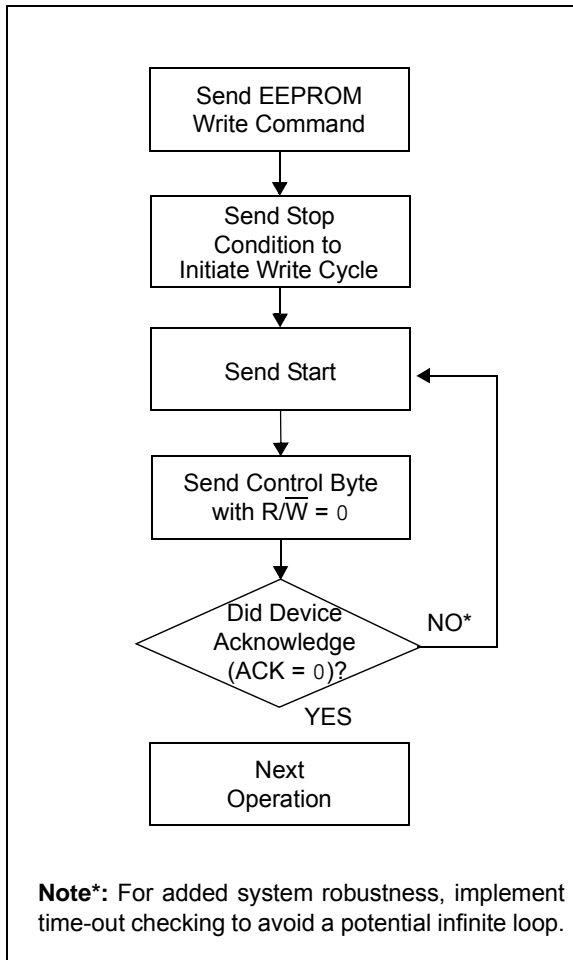 Send EEPROM
Write Command
Send Stop
Condition to
Initiate Write Cycle
Send Start
Send Control Byte
with R/W̅ = 0
Did Device
Acknowledge
(ACK = 0)?
NO*
YES
Next
Operation
Note*: For added system robustness, implement
time-out checking to avoid a potential infinite loop.